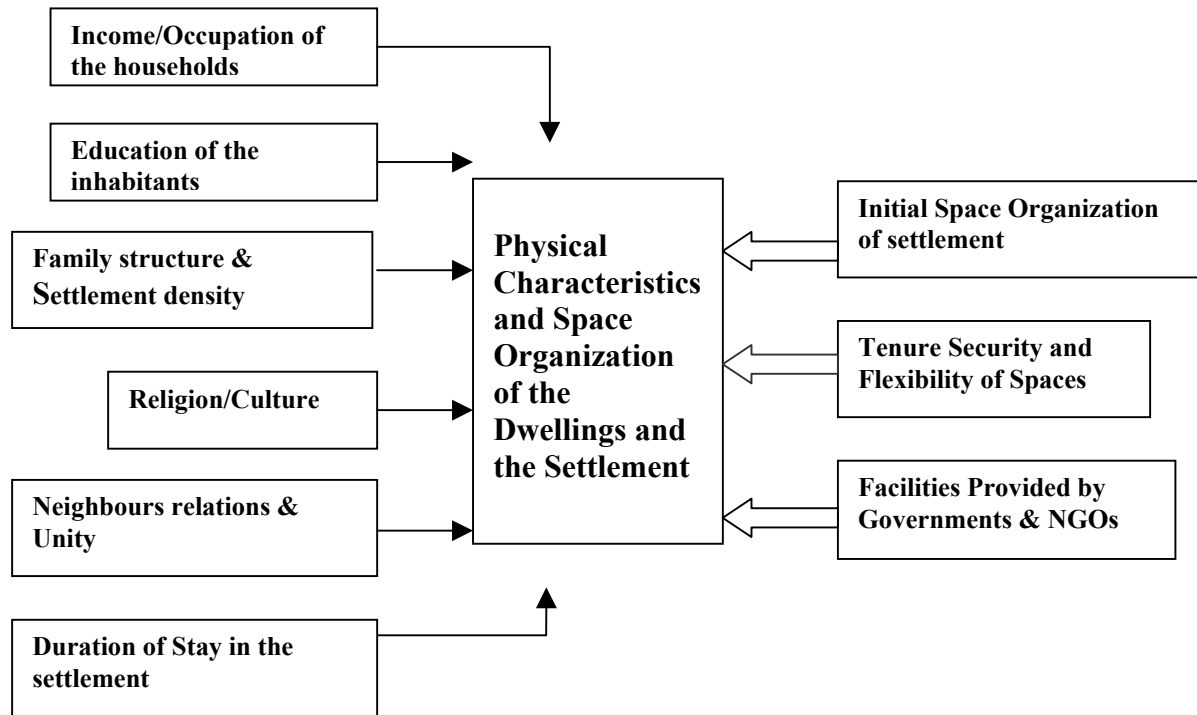 Income/Occupation of
the households
Education of the
inhabitants
Family structure &
Settlement density
Religion/Culture
Neighbours relations &
Unity
Duration of Stay in the
settlement
Physical
Characteristics
and Space
Organization
of the
Dwellings and
the Settlement
Initial Space Organization
of settlement
Tenure Security and
Flexibility of Spaces
Facilities Provided by
Governments & NGOs